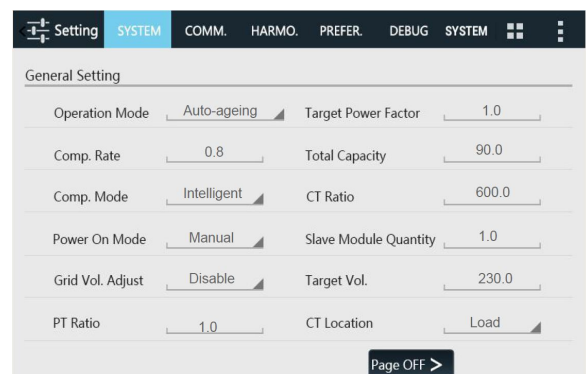 Setting SYSTEM COMM. HARMO. PREFER. DEBUG SYSTEM
General Setting
Operation Mode Auto-ageing Target Power Factor 1.0
Comp. Rate 0.8 Total Capacity 90.0
Comp. Mode Intelligent CT Ratio 600.0
Power On Mode Manual Slave Module Quantity 1.0
Grid Vol. Adjust Disable Target Vol. 230.0
PT Ratio 1.0 CT Location Load
Page OFF >